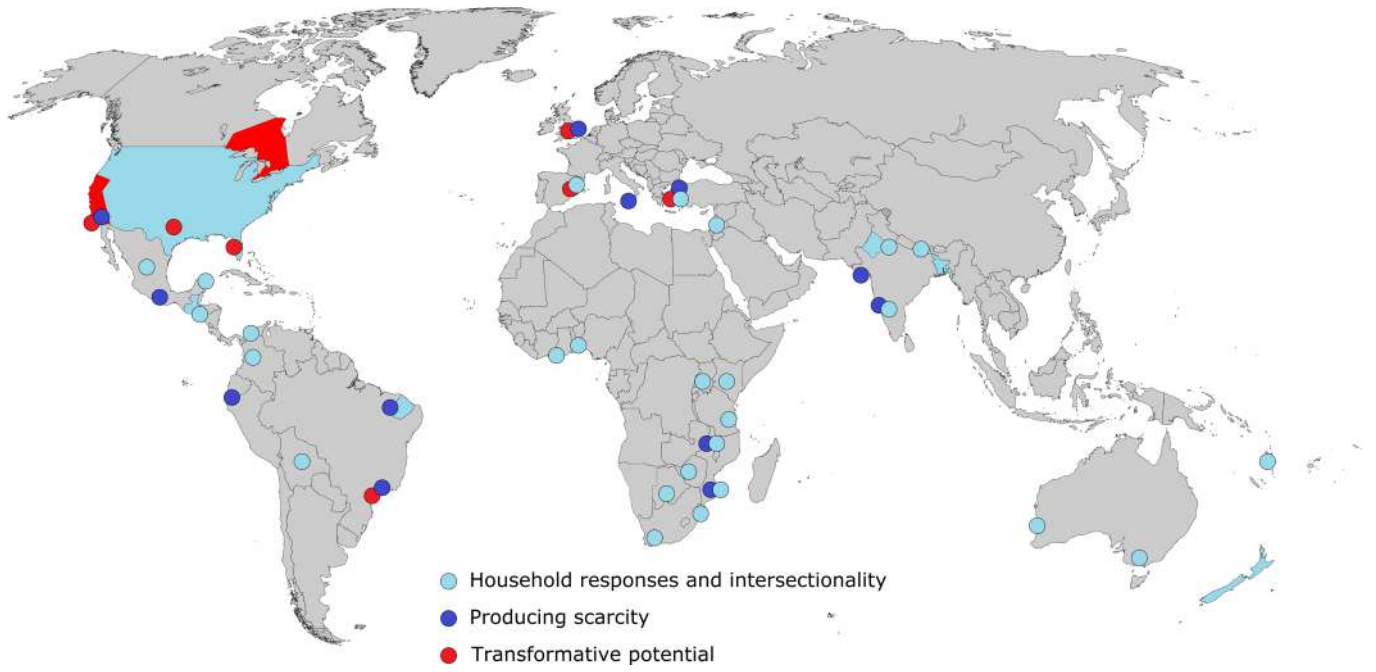 Household responses and intersectionality
Producing scarcity
Transformative potential